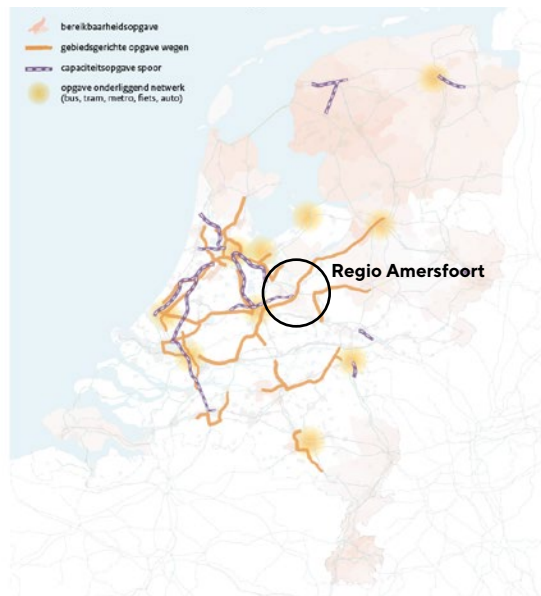 bereikbaarheidsopgave
gebiedsgerichte opgave wegen
capaciteitsopgave spoor
opgave onderliggend netwerk
(bus, tram, metro, fiets, auto)
Regio Amersfoort